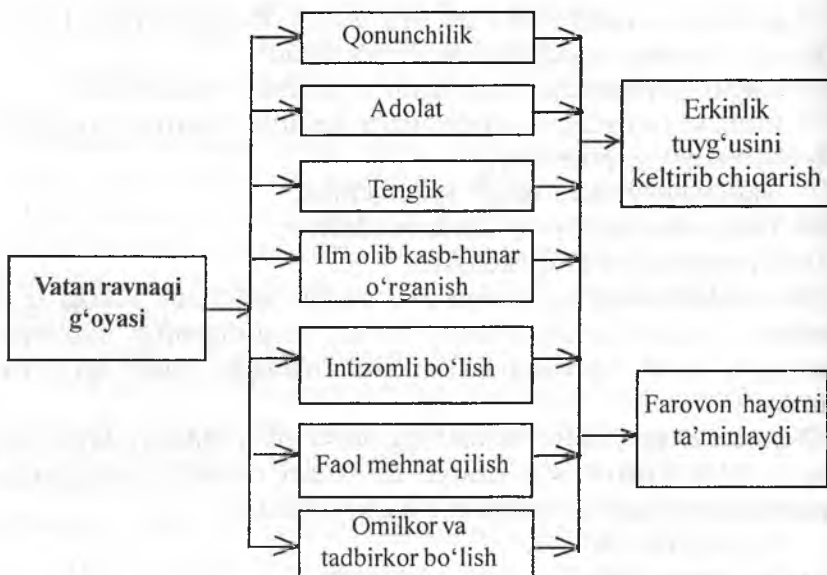 Vatan ravnaqi
g‘oyasi
Qonunchilik
Adolat
Tenglik
Ilm olib kasb-hunar
o‘rganish
Intizomli bo‘lish
Faol mehnat qilish
Omilkor va
tadbirkor bo‘lish
Erkinlik
tuyg‘usini
keltirib chiqarish
Farovon hayotni
ta’minlaydi